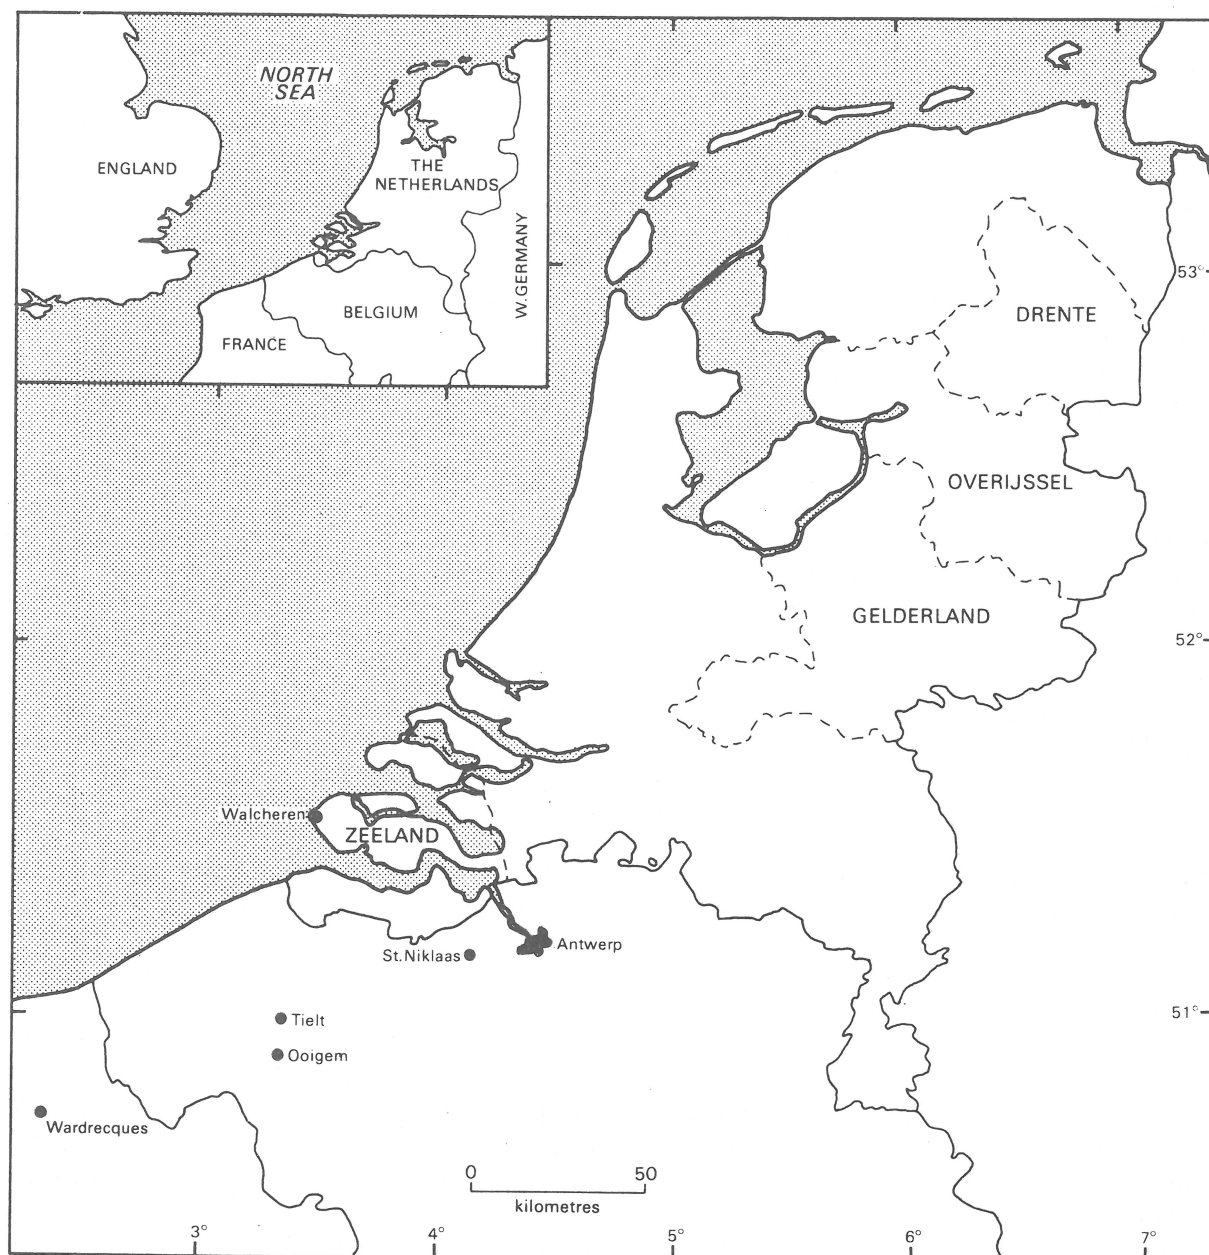 NORTH
SEA
ENGLAND
THE
NETHERLANDS
W.GERMANY
BELGIUM
FRANCE
53°
DRENTE
OVERIJSSEL
GELDERLAND
52°
Walcheren
ZEELAND
St.Niklaas
Antwerp
51°
Tielt
Ooigem
Wardrecques
0 50
kilometres
3° 4° 5° 6° 7°